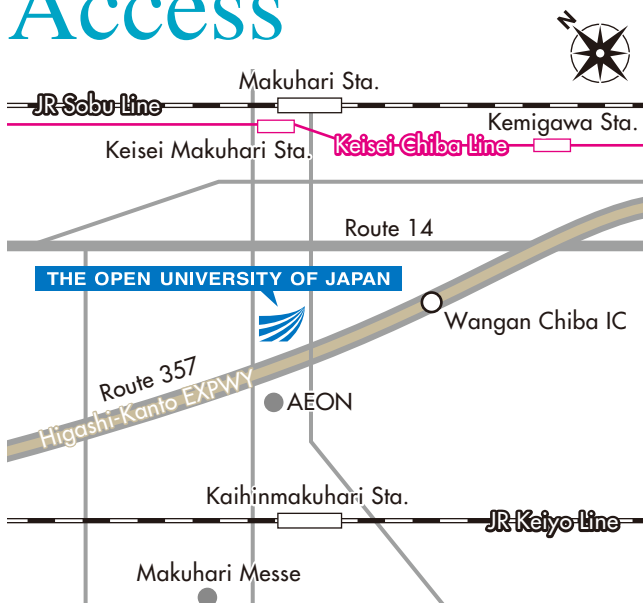 Access
N
Makuhari Sta.
JR Sobu Line
Kemigawa Sta.
Keisei Makuhari Sta.
Keisei Chiba Line
Route 14
THE OPEN UNIVERSITY OF JAPAN
Wangan Chiba IC
Route 357
Higashi-Kanto EXPWY
AEON
Kaihinmakuhari Sta.
JR Keiyo Line
Makuhari Messe